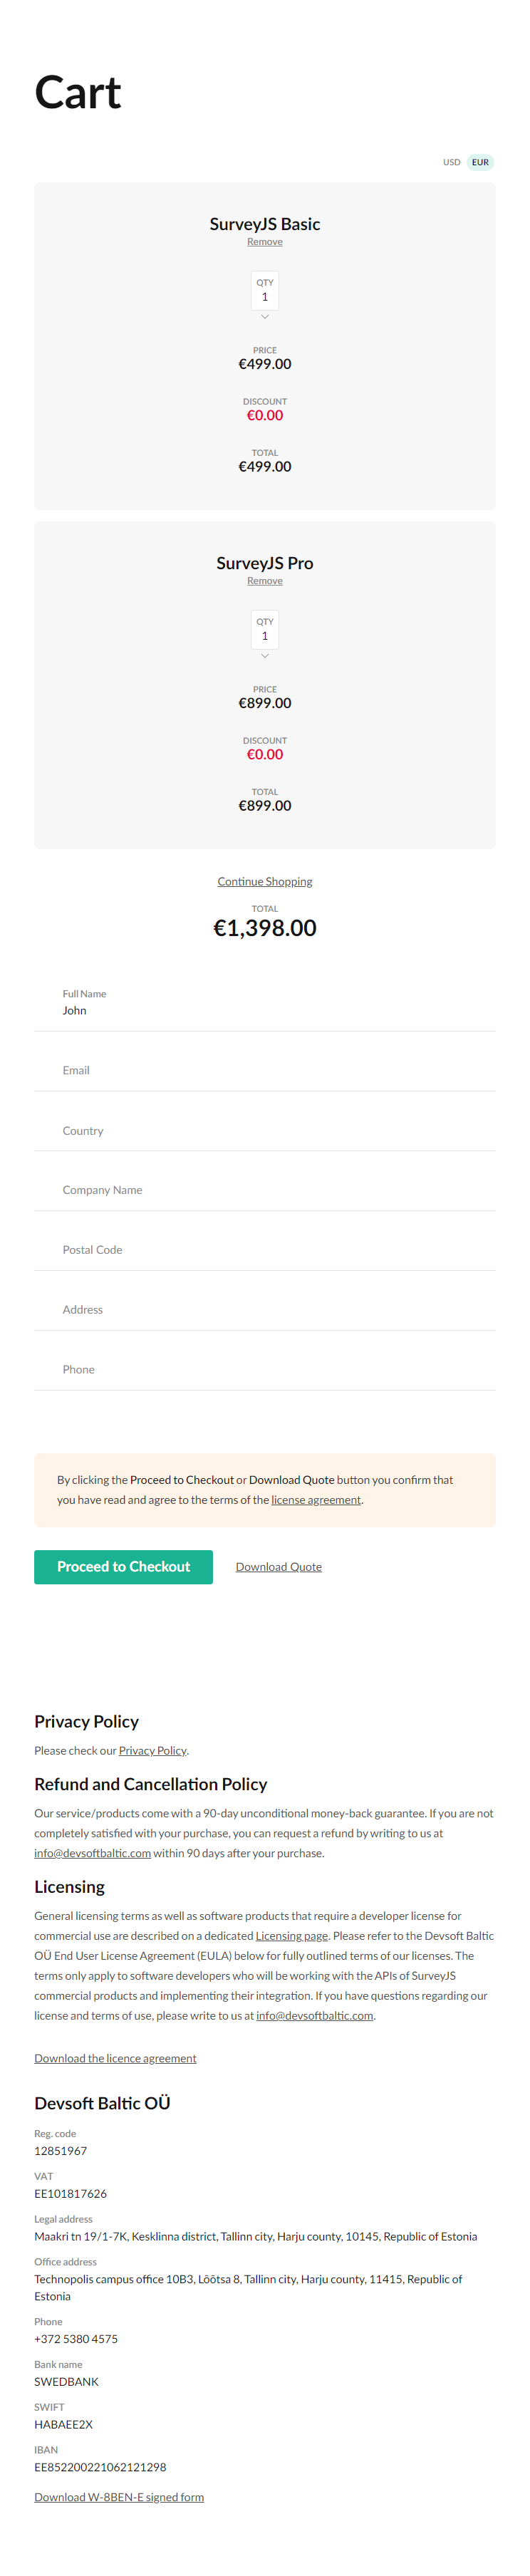 Cart
USD EUR
SurveyJS Basic
Remove
QTY
1
PRICE
€499.00
DISCOUNT
€0.00
TOTAL
€499.00
SurveyJS Pro
Remove
QTY
1
PRICE
€899.00
DISCOUNT
€0.00
TOTAL
€899.00
Continue Shopping
TOTAL
€1,398.00
Full Name
John
Email
Country
Company Name
Postal Code
Address
Phone
By clicking the Proceed to Checkout or Download Quote button you confirm that
you have read and agree to the terms of the license agreement.
Proceed to Checkout Download Quote
Privacy Policy
Please check our Privacy Policy.
Refund and Cancellation Policy
Our service/products come with a 90-day unconditional money-back guarantee. If you are not
completely satisfied with your purchase, you can request a refund by writing to us at
info@devsoftbaltic.com within 90 days after your purchase.
Licensing
General licensing terms as well as software products that require a developer license for
commercial use are described on a dedicated Licensing page. Please refer to the Devsoft Baltic
OÜ End User License Agreement (EULA) below for fully outlined terms of our licenses. The
terms only apply to software developers who will be working with the APIs of SurveyJS
commercial products and implementing their integration. If you have questions regarding our
license and terms of use, please write to us at info@devsoftbaltic.com.
Download the licence agreement
Devsoft Baltic OÜ
Reg. code
12851967
VAT
EE101817626
Legal address
Maakri tn 19/1-7K, Kesklinna district, Tallinn city, Harju county, 10145, Republic of Estonia
Office address
Technopolis campus office 10B3, Lõõtsa 8, Tallinn city, Harju county, 11415, Republic of
Estonia
Phone
+372 5380 4575
Bank name
SWEDBANK
SWIFT
HABAEE2X
IBAN
EE852200221062121298
Download W-8BEN-E signed form